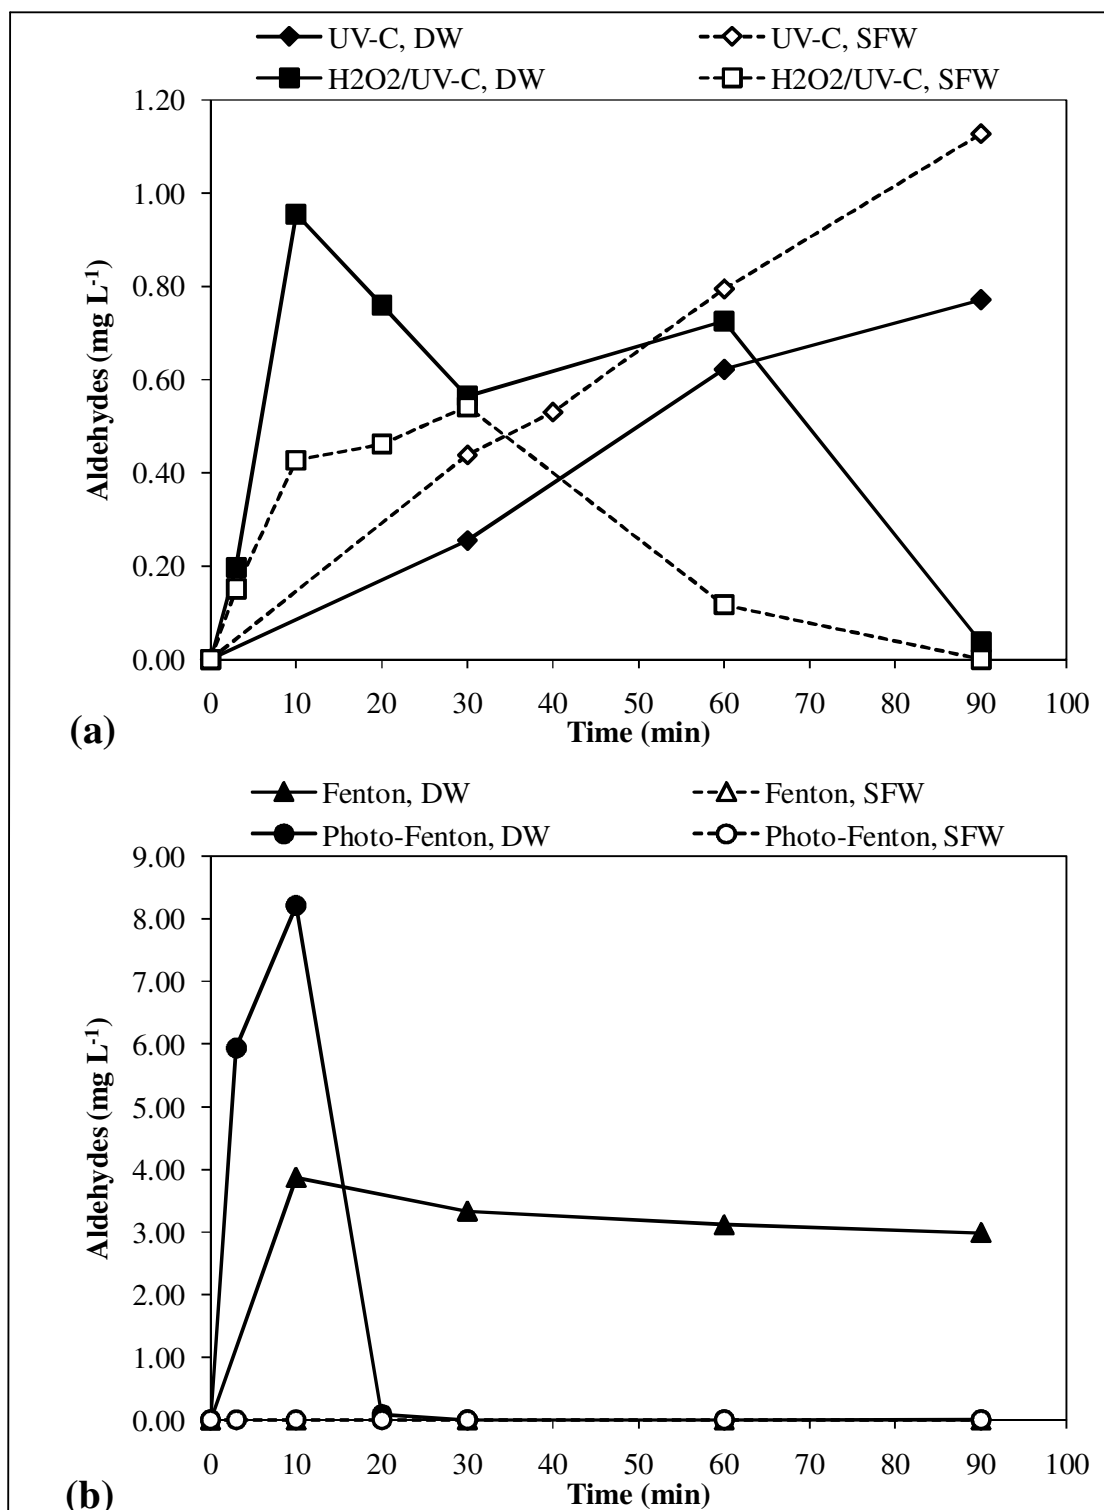 UV-C, DW UV-C, SFW
H2O2/UV-C, DW H2O2/UV-C, SFW
1.20
1.00
0.80
0.60
0.40
0.20
0.00
Aldehydes (mg L-1)
0 10 20 30 40 50 60 70 80 90 100
Time (min)
(a)
Fenton, DW Fenton, SFW
Photo-Fenton, DW Photo-Fenton, SFW
9.00
8.00
7.00
6.00
5.00
4.00
3.00
2.00
1.00
0.00
Aldehydes (mg L-1)
0 10 20 30 40 50 60 70 80 90 100
Time (min)
(b)